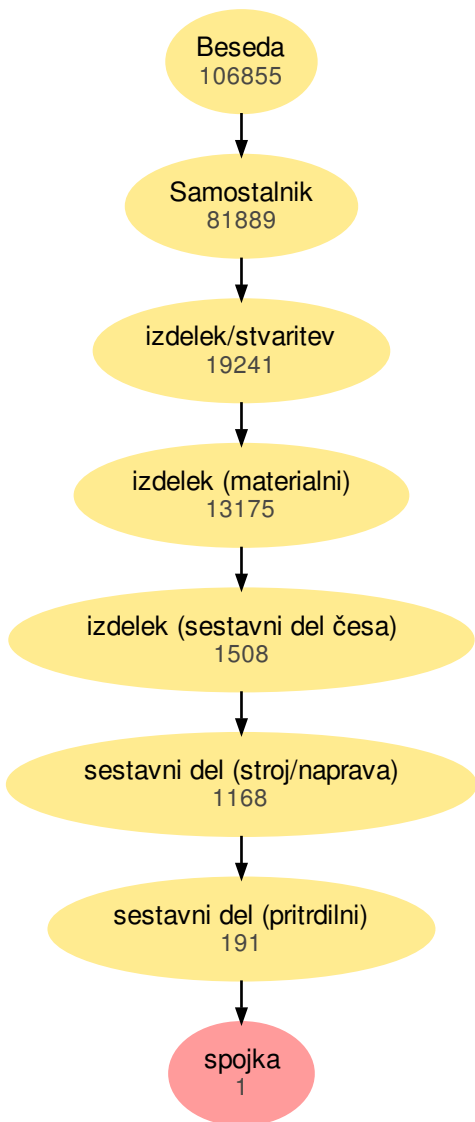 Beseda
106855
Samostalnik
81889
izdelek/stvaritev
19241
izdelek (materialni)
13175
izdelek (sestavni del česa)
1508
sestavni del (stroj/naprava)
1168
sestavni del (pritrdilni)
191
spojka
1